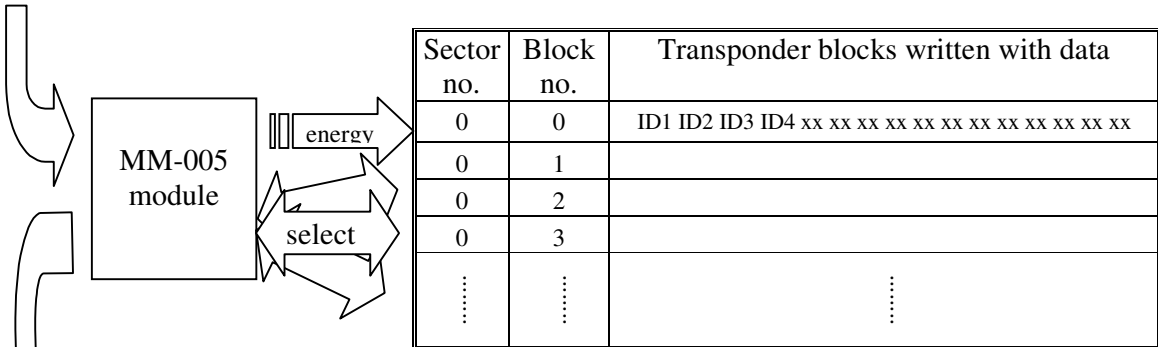 Sector no. Block no. Transponder blocks written with data
0 0 ID1 ID2 ID3 ID4 xx xx xx xx xx xx xx xx xx xx xx xx
0 1
0 2
0 3
MM-005
module
energy
select